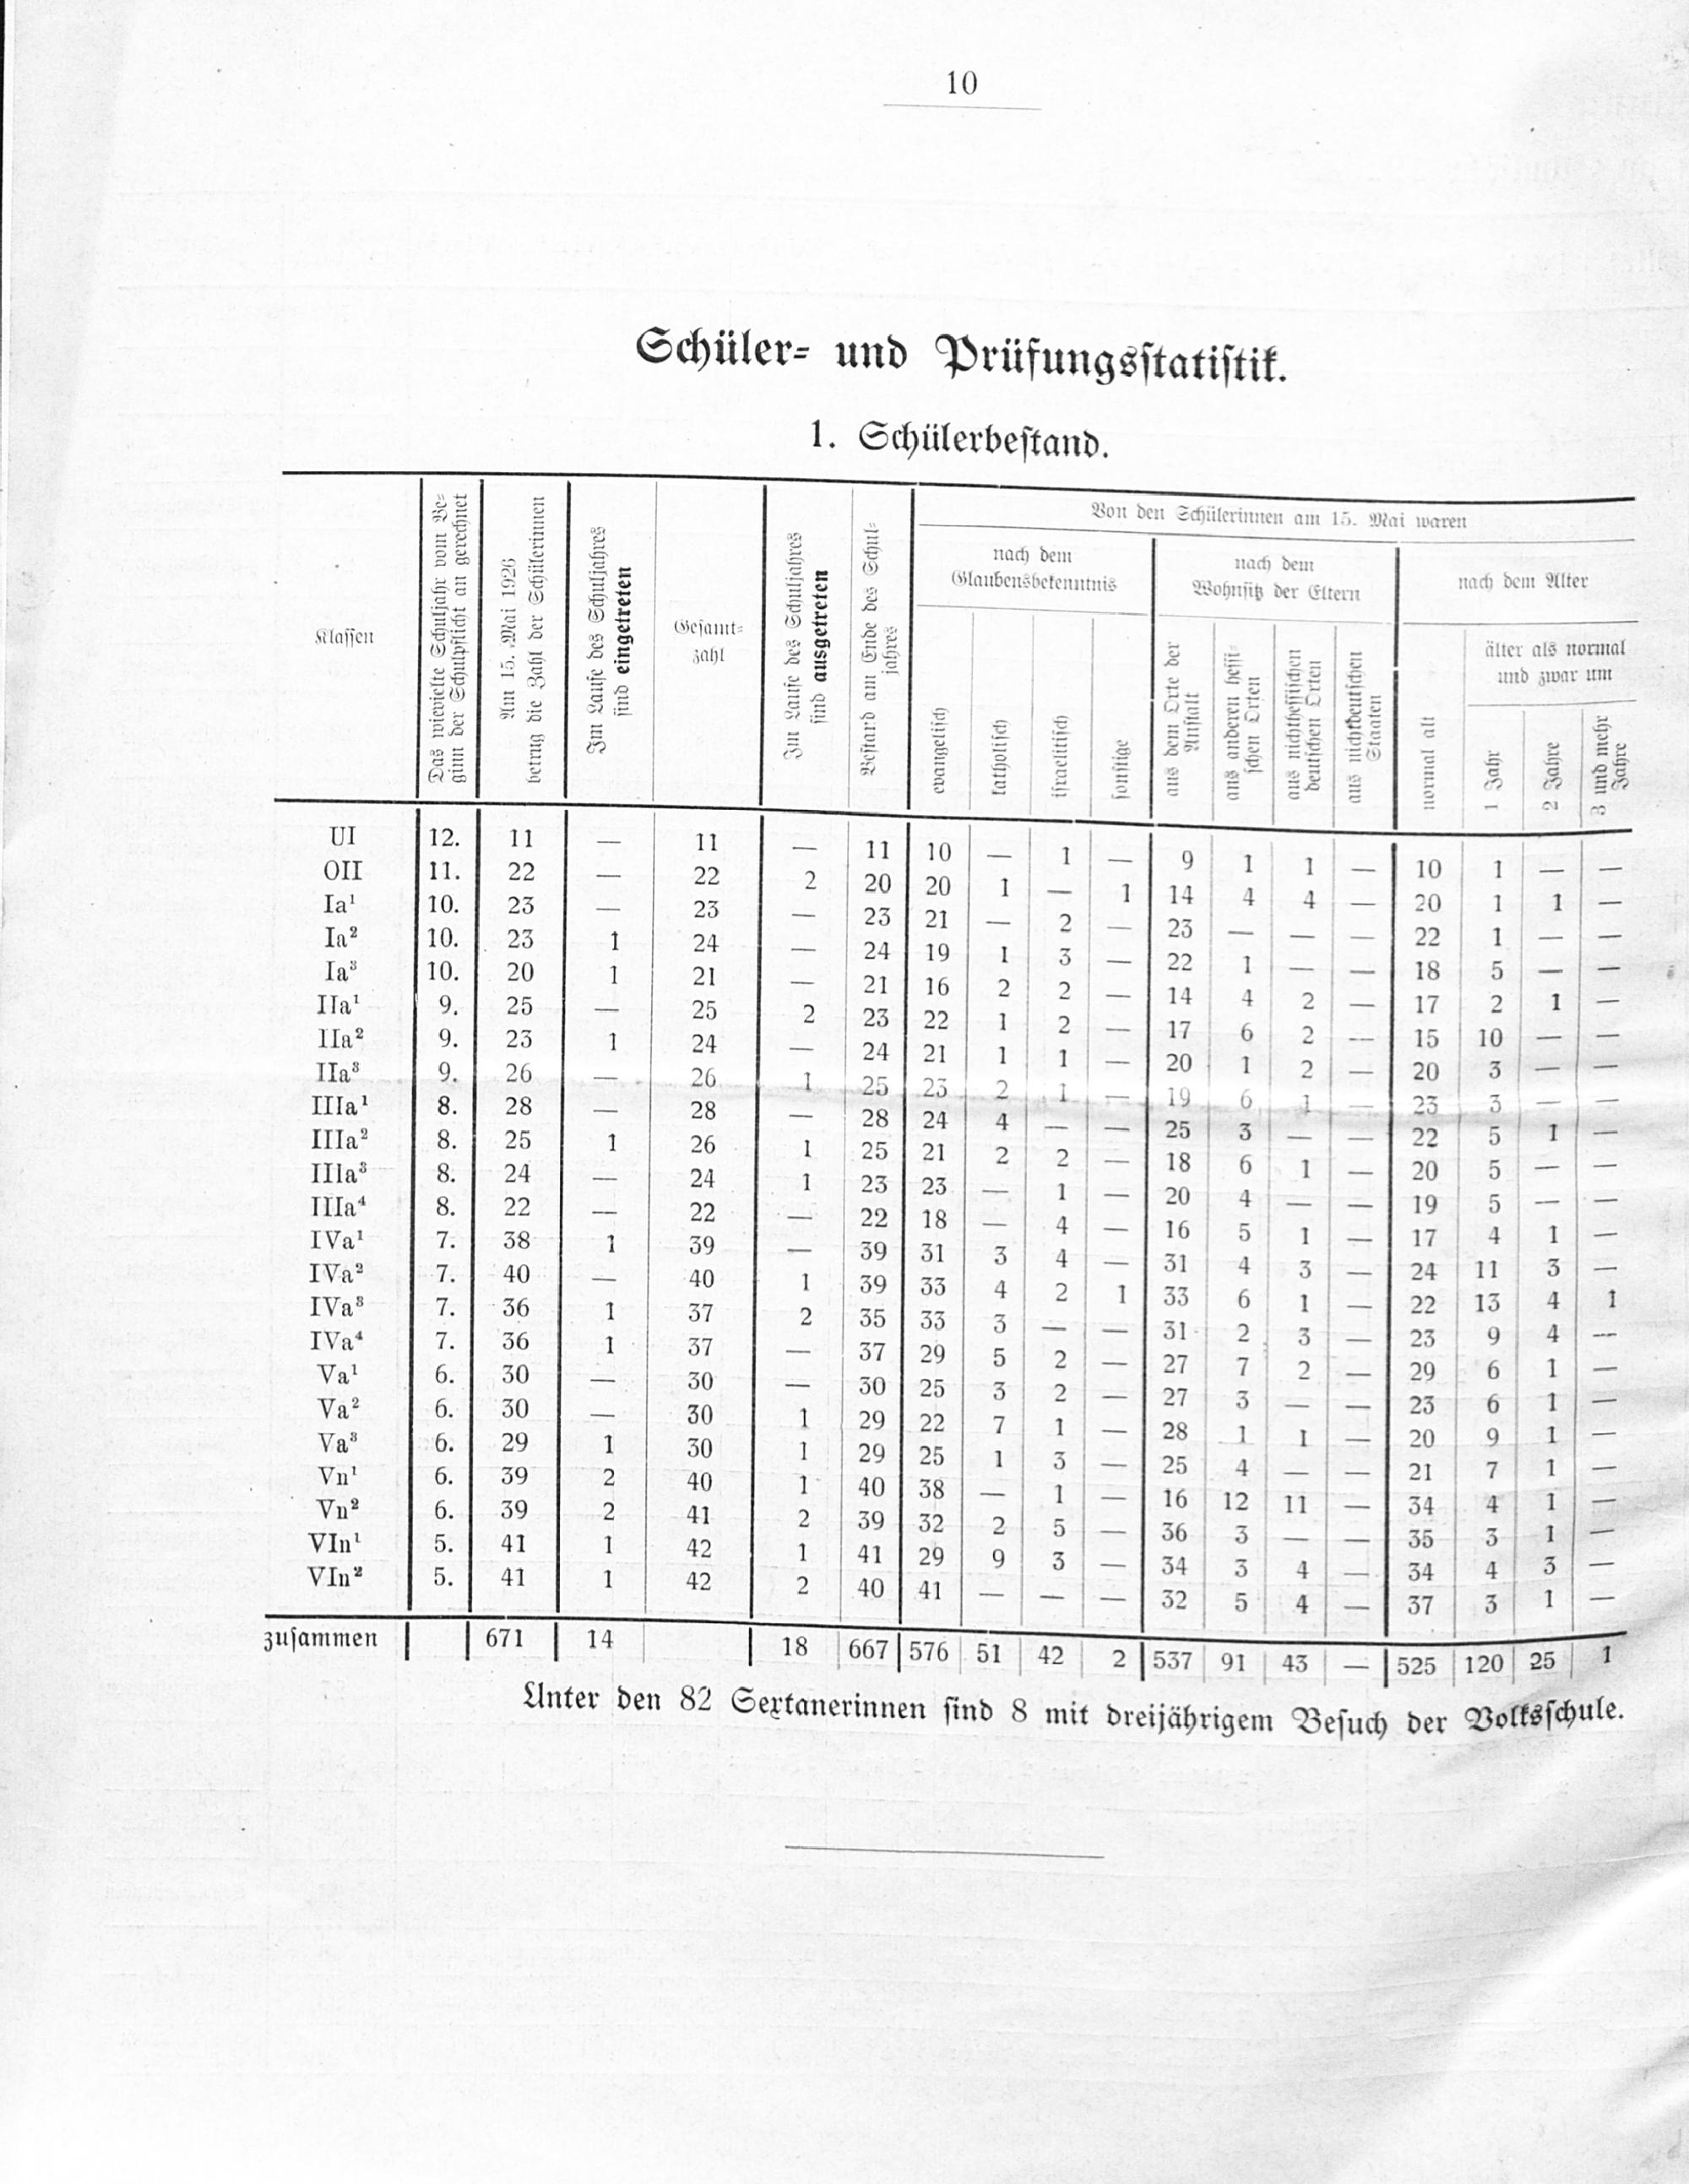 10
Schüler- und Prüfungsstatistik.
1. Schülerbestand.
Klassen
Das wievielte Schuljahr vom Be-
ginn der Schulpflicht an gerechnet
Am 15. Mai 1926
betrug die Zahl der Schülerinnen
Im Laufe des Schuljahres
sind eingetreten
Gesamt-
zahl
Im Laufe des Schuljahres
sind ausgetreten
Bestand am Ende des Schul-
jahres
Von den Schülerinnen am 15. Mai waren
nach dem
Glaubensbekenntnis
evangelisch
katholisch
israelitisch
sonstige
nach dem
Wohnsitz der Eltern
aus dem Orte der
Anstalt
aus anderen hessi-
schen Orten
aus nichthessischen
deutschen Orten
aus nichtdeutschen
Staaten
nach dem Alter
normal alt
älter als normal
und zwar um
1 Jahr
2 Jahre
3 und mehr
Jahre
UI 12. 11 — 11 — 11 10 — 1 — 9 1 1 — 10 1 — —
OII 11. 22 — 22 2 20 20 1 — 1 14 4 4 — 20 1 1 —
Ia¹ 10. 23 — 23 — 23 21 — 2 — 23 — — — 22 1 — —
Ia² 10. 23 1 24 — 24 19 1 3 — 22 1 — — 18 5 — —
Ia³ 10. 20 1 21 — 21 16 2 2 — 14 4 2 — 17 2 1 —
IIa¹ 9. 25 — 25 2 23 22 1 2 — 17 6 2 — 15 10 — —
IIa² 9. 23 1 24 — 24 21 1 1 — 20 1 2 — 20 3 — —
IIa³ 9. 26 — 26 1 25 23 2 1 — 19 6 1 — 23 3 — —
IIIa¹ 8. 28 — 28 — 28 24 4 — — 25 3 — — 22 5 1 —
IIIa² 8. 25 1 26 1 25 21 2 2 — 18 6 1 — 20 5 — —
IIIa³ 8. 24 — 24 1 23 23 — 1 — 20 4 — — 19 5 — —
IIIa⁴ 8. 22 — 22 — 22 18 — 4 — 16 5 1 — 17 4 1 —
IVa¹ 7. 38 1 39 — 39 31 3 4 — 31 4 3 — 24 11 3 —
IVa² 7. 40 — 40 1 39 33 4 2 1 33 6 1 — 22 13 4 1
IVa³ 7. 36 1 37 2 35 33 3 — — 31 2 3 — 23 9 4 —
IVa⁴ 7. 36 1 37 — 37 29 5 2 — 27 7 2 — 29 6 1 —
Va¹ 6. 30 — 30 — 30 25 3 2 — 27 3 — — 23 6 1 —
Va² 6. 30 — 30 1 29 22 7 1 — 28 1 1 — 20 9 1 —
Va³ 6. 29 1 30 1 29 25 1 3 — 25 4 — — 21 7 1 —
Vn¹ 6. 39 2 40 1 40 38 — 1 — 16 12 11 — 34 4 1 —
Vn² 6. 39 2 41 2 39 32 2 5 — 36 3 — — 35 3 1 —
VIn¹ 5. 41 1 42 1 41 29 9 3 — 34 3 4 — 34 4 3 —
VIn² 5. 41 1 42 2 40 41 — — — 32 5 4 — 37 3 1 —
zusammen 671 14 18 667 576 51 42 2 537 91 43 — 525 120 25 1
Unter den 82 Sextanerinnen sind 8 mit dreijährigem Besuch der Volksschule.